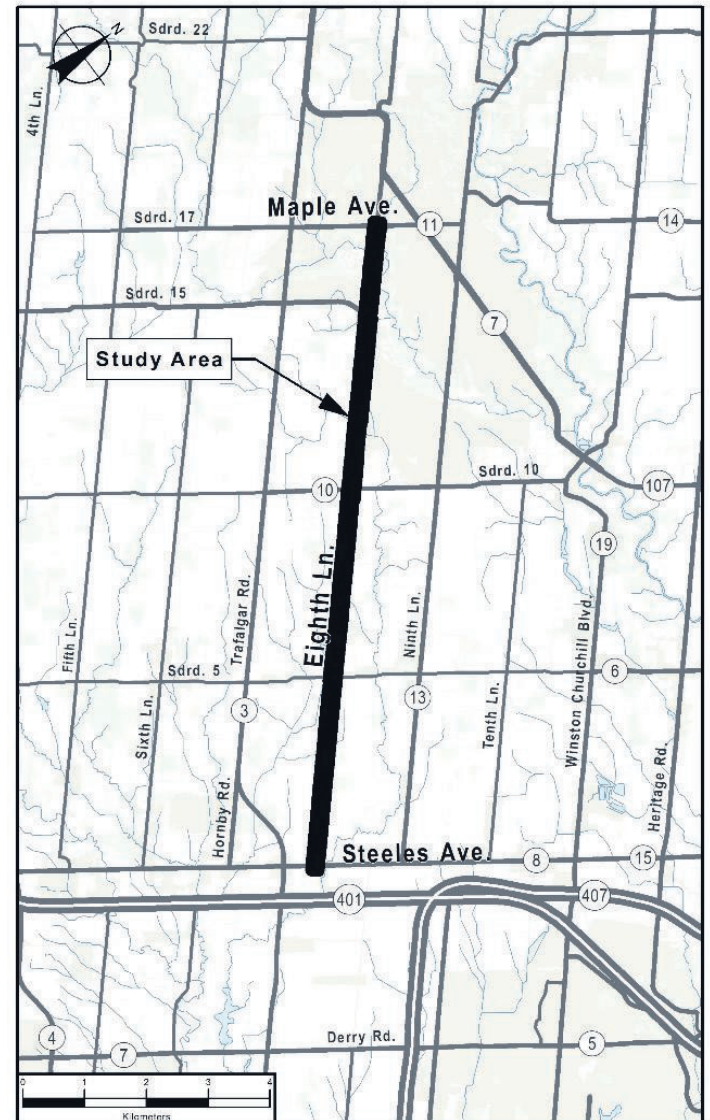 N
Sdrd. 22
4th Ln.
Sdrd. 17
Maple Ave.
11
14
Sdrd. 15
7
Study Area
Sdrd. 10
10
107
19
Eighth Ln.
Trafalgar Rd.
Ninth Ln.
Winston Churchill Blvd.
Fifth Ln.
Sdrd. 5
6
Sixth Ln.
3
13
Tenth Ln.
Heritage Rd.
Hornby Rd.
Steeles Ave.
8
15
401
407
4
7
Derry Rd.
5
0 1 2 3 4
Kilometers